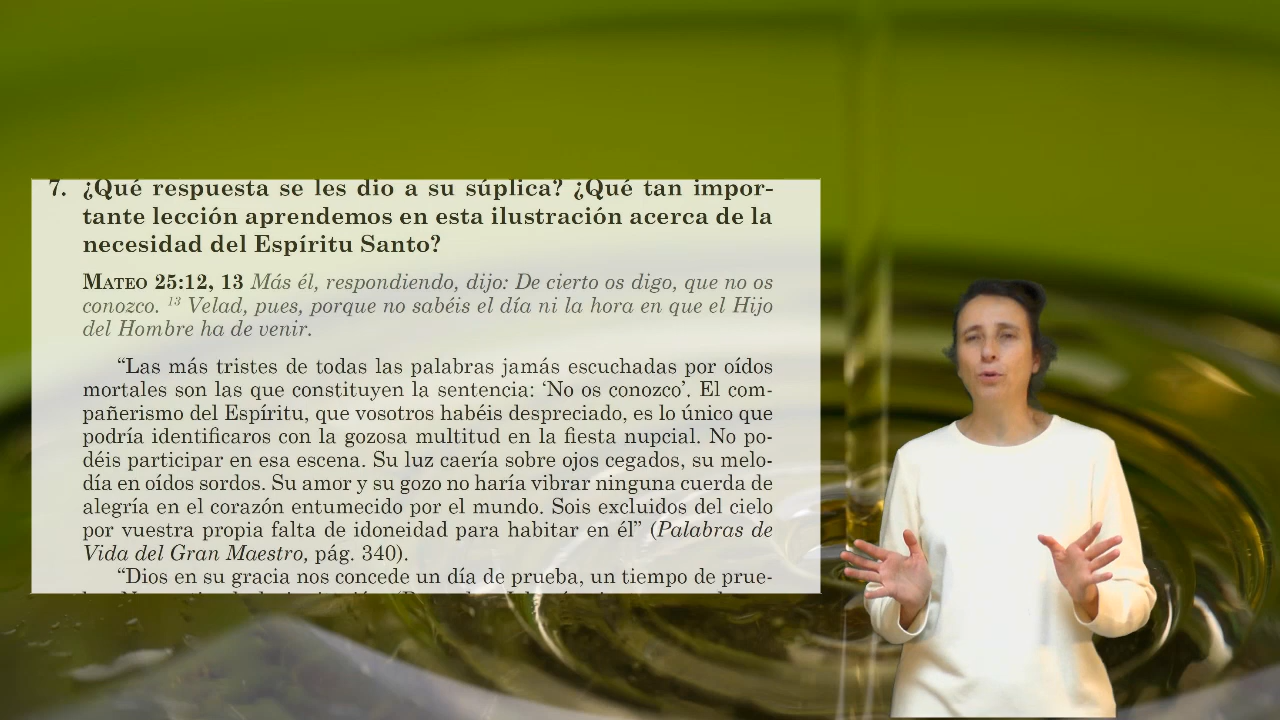 7. ¿Qué respuesta se les dio a su súplica? ¿Qué tan impor-
tante lección aprendemos en esta ilustración acerca de la
necesidad del Espíritu Santo?
Mateo 25:12, 13 Más él, respondiendo, dijo: De cierto os digo, que no os
conozco. 13 Velad, pues, porque no sabéis el día ni la hora en que el Hijo
del Hombre ha de venir.
“Las más tristes de todas las palabras jamás escuchadas por oídos
mortales son las que constituyen la sentencia: ‘No os conozco’. El com-
pañerismo del Espíritu, que vosotros habéis despreciado, es lo único que
podría identificaros con la gozosa multitud en la fiesta nupcial. No po-
déis participar en esa escena. Su luz caería sobre ojos cegados, su melo-
día en oídos sordos. Su amor y su gozo no haría vibrar ninguna cuerda de
alegría en el corazón entumecido por el mundo. Sois excluidos del cielo
por vuestra propia falta de idoneidad para habitar en él” (Palabras de
Vida del Gran Maestro, pág. 340).
“Dios en su gracia nos concede un día de prueba, un tiempo de prue-